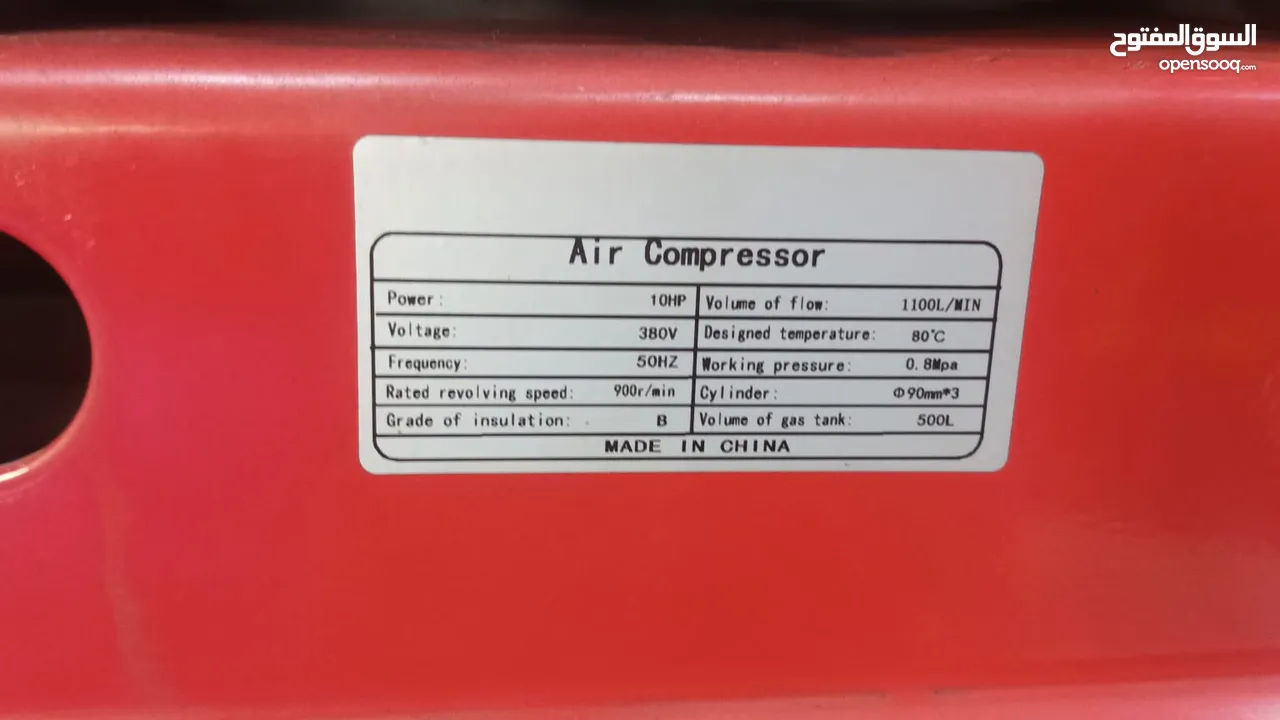 السوق المفتوح
opensooq.com
Air Compressor
Power: 10HP Volume of flow: 1100L/MIN
Voltage: 380V Designed temperature: 80℃
Frequency: 50HZ Working pressure: 0.8Mpa
Rated revolving speed: 900r/min Cylinder: Φ90mm*3
Grade of insulation: B Volume of gas tank: 500L
MADE IN CHINA